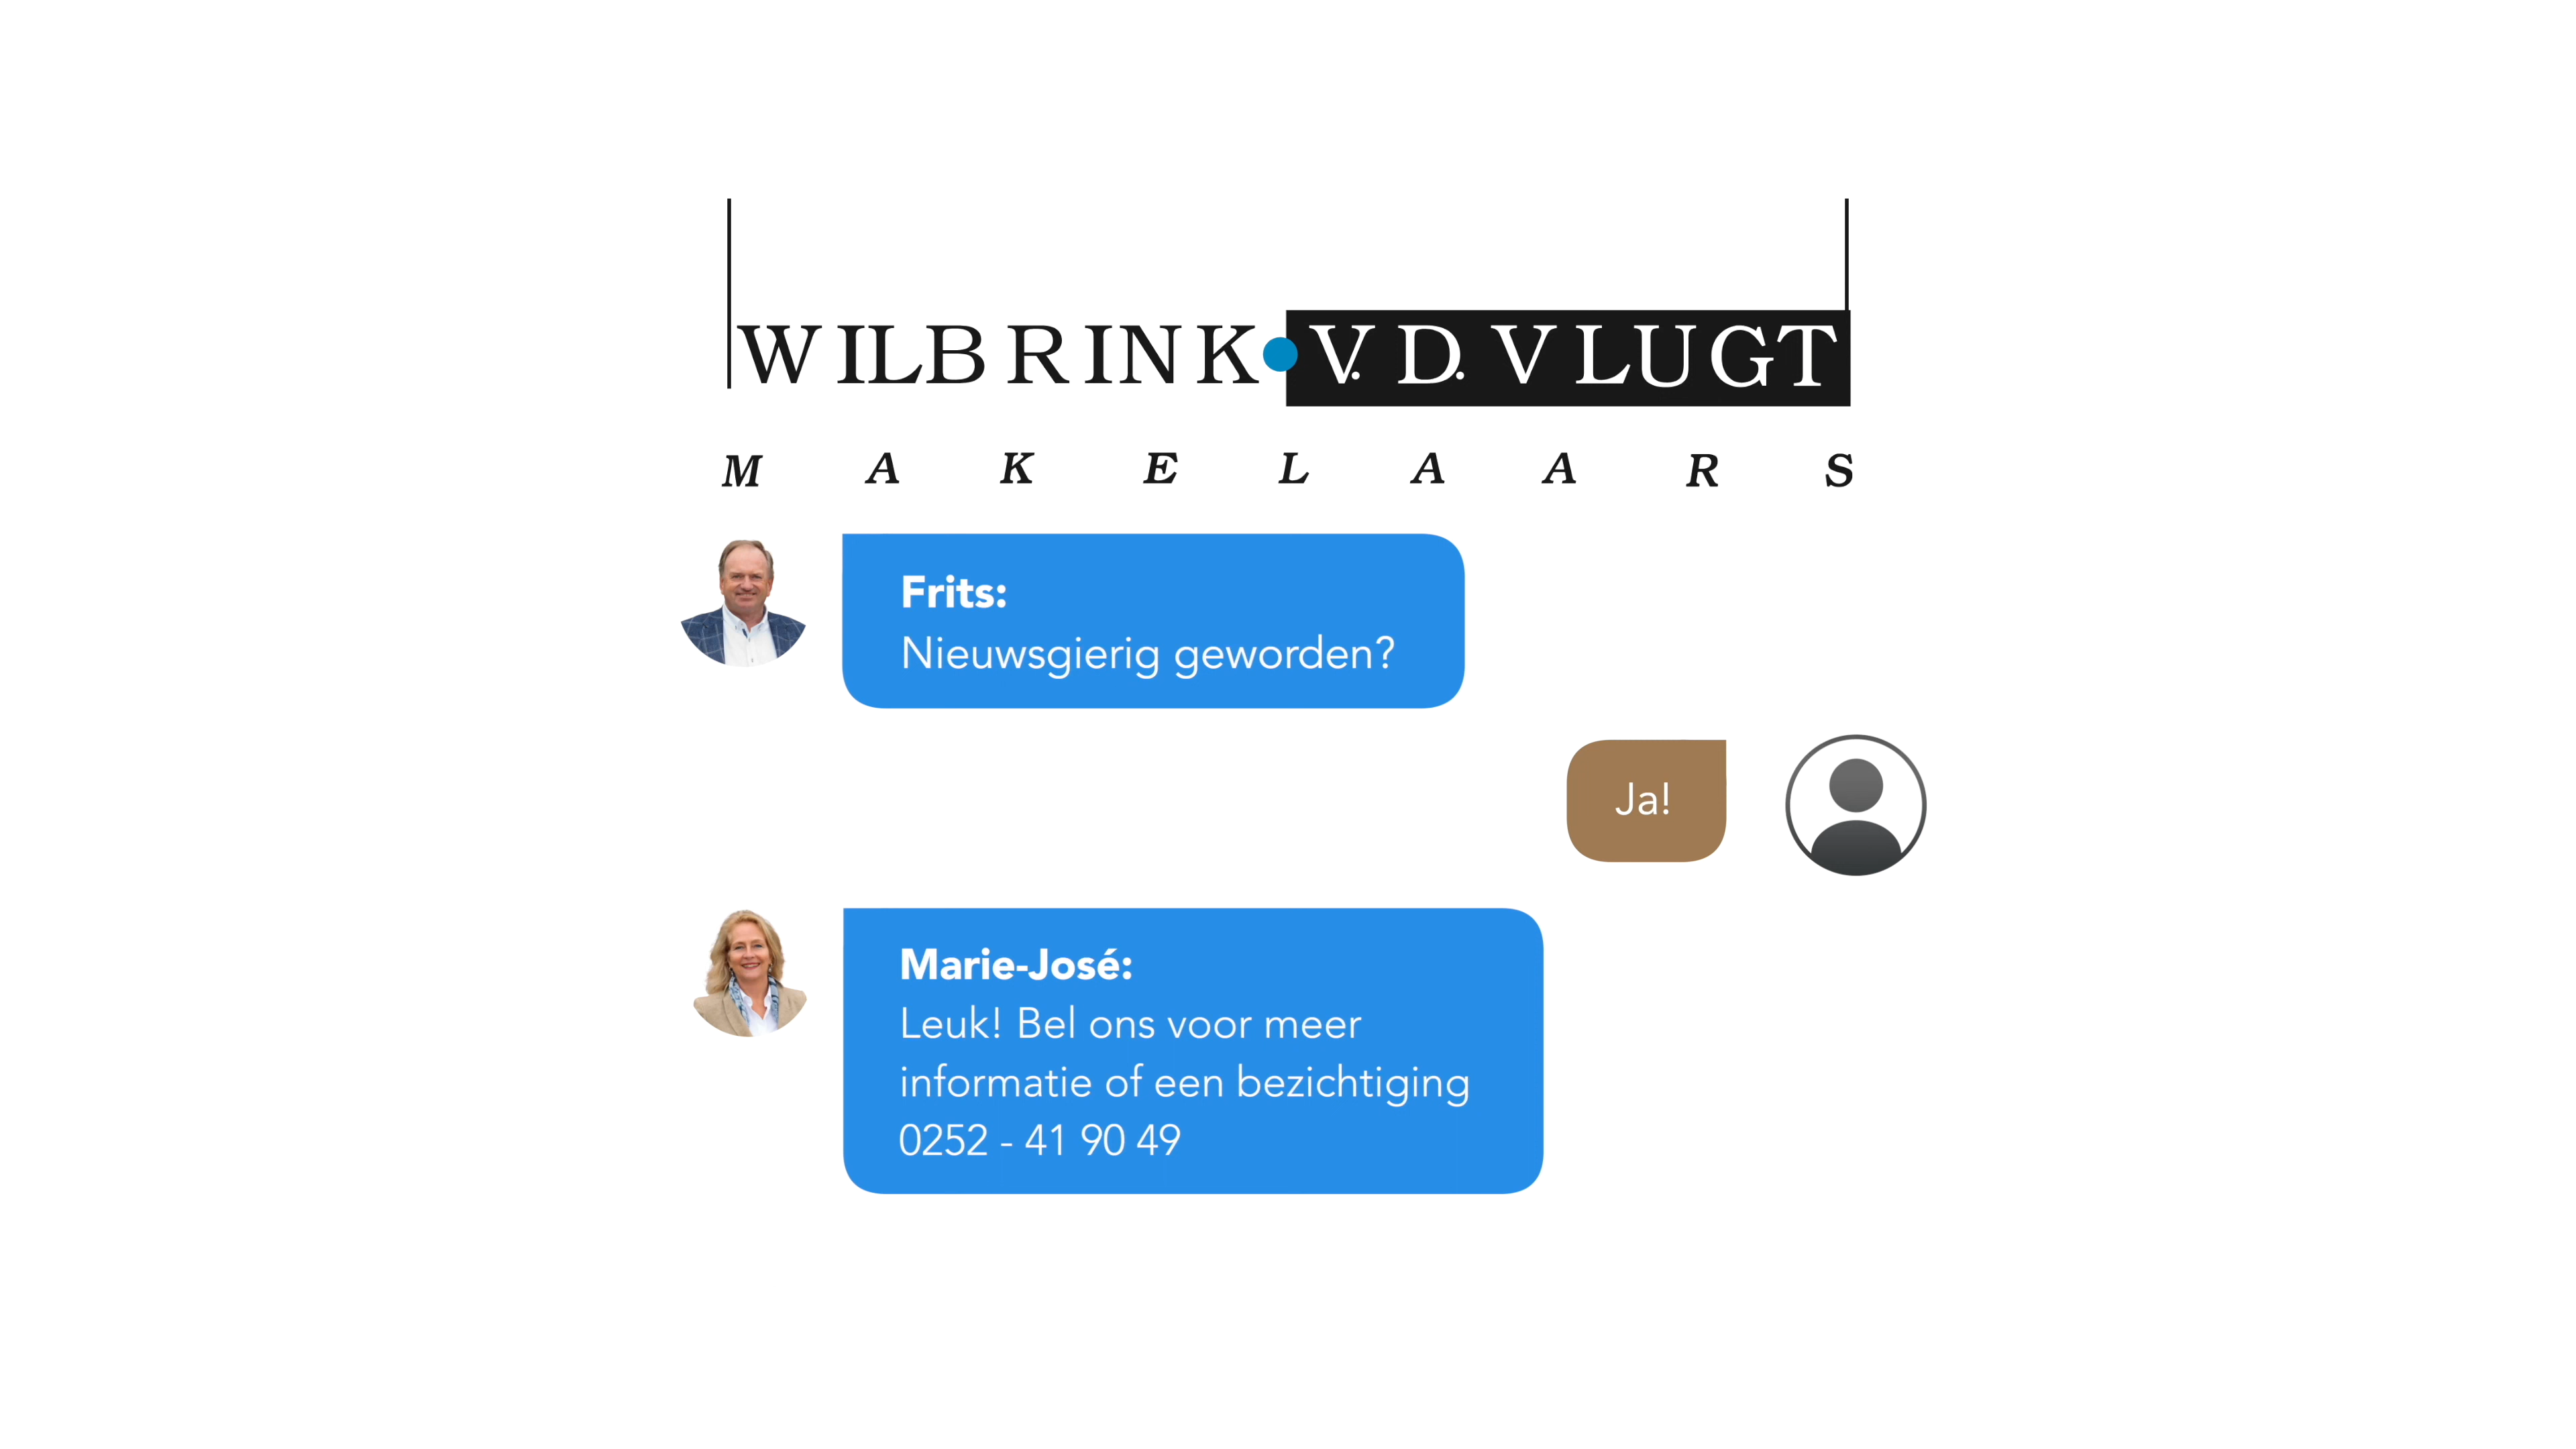 WILBRINK•V.D.VLUGT
MAKELAARS
Frits:
Nieuwsgierig geworden?
Ja!
Marie-José:
Leuk! Bel ons voor meer
informatie of een bezichtiging
0252 - 41 90 49